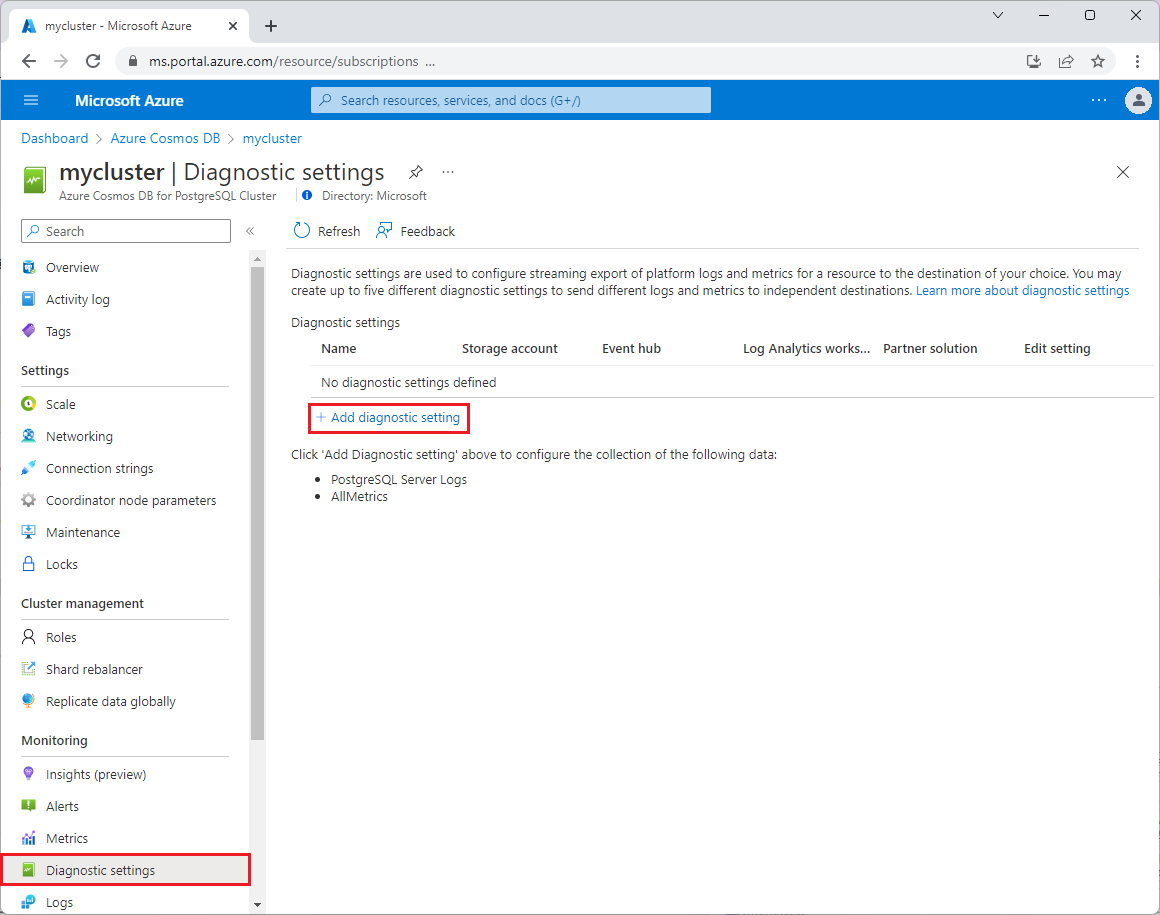 mycluster - Microsoft Azure
ms.portal.azure.com/resource/subscriptions ...
Microsoft Azure
Search resources, services, and docs (G+/)
Dashboard > Azure Cosmos DB > mycluster
mycluster | Diagnostic settings
Azure Cosmos DB for PostgreSQL Cluster
Directory: Microsoft
Search
Refresh
Feedback
Overview
Activity log
Tags
Settings
Scale
Networking
Connection strings
Coordinator node parameters
Maintenance
Locks
Cluster management
Roles
Shard rebalancer
Replicate data globally
Monitoring
Insights (preview)
Alerts
Metrics
Diagnostic settings
Logs
Diagnostic settings are used to configure streaming export of platform logs and metrics for a resource to the destination of your choice. You may
create up to five different diagnostic settings to send different logs and metrics to independent destinations. Learn more about diagnostic settings
Diagnostic settings
Name Storage account Event hub Log Analytics works... Partner solution Edit setting
No diagnostic settings defined
+ Add diagnostic setting
Click 'Add Diagnostic setting' above to configure the collection of the following data:
• PostgreSQL Server Logs
• AllMetrics